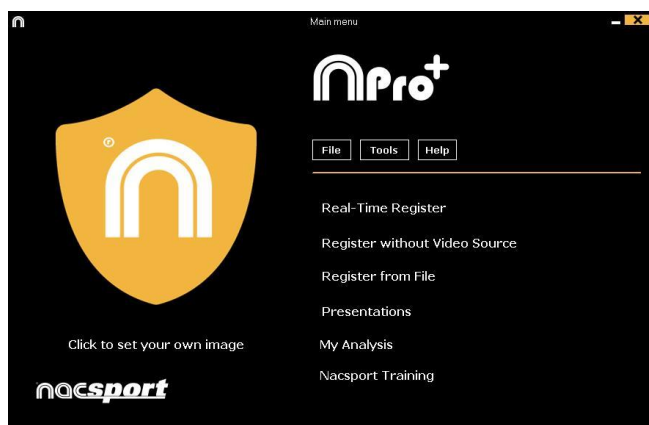 Main menu
nPro+
File Tools Help
Real-Time Register
Register without Video Source
Register from File
Presentations
My Analysis
Nacsport Training
n
®
Click to set your own image
nacsport